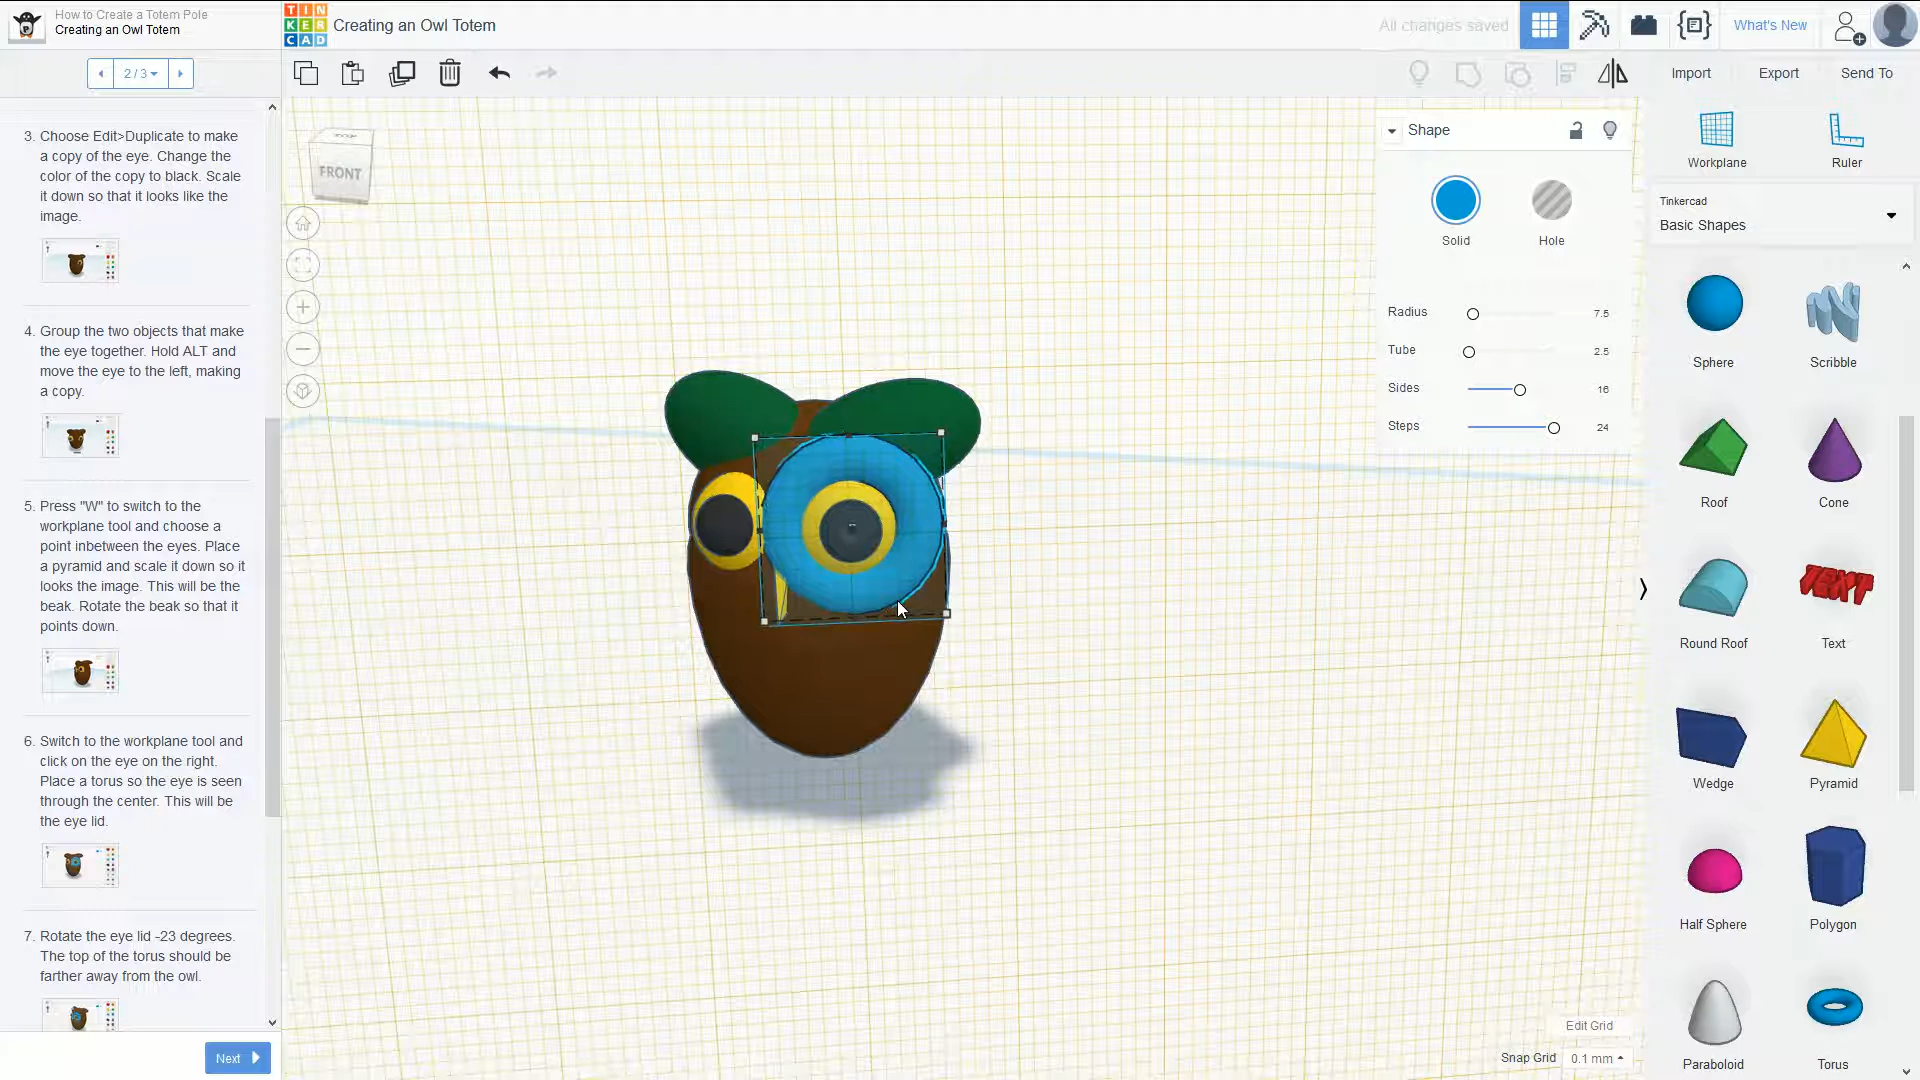 How to Create a Totem Pole
Creating an Owl Totem
TIN
KER
CAD
Creating an Owl Totem
All changes saved
What's New
2/3
Import
Export
Send To
3. Choose Edit>Duplicate to make
a copy of the eye. Change the
color of the copy to black. Scale
it down so that it looks like the
image.
4. Group the two objects that make
the eye together. Hold ALT and
move the eye to the left, making
a copy.
5. Press "W" to switch to the
workplane tool and choose a
point inbetween the eyes. Place
a pyramid and scale it down so it
looks the image. This will be the
beak. Rotate the beak so that it
points down.
6. Switch to the workplane tool and
click on the eye on the right.
Place a torus so the eye is seen
through the center. This will be
the eye lid.
7. Rotate the eye lid -23 degrees.
The top of the torus should be
farther away from the owl.
Next
TOP
FRONT
Shape
Solid
Hole
Radius 7.5
Tube 2.5
Sides 16
Steps 24
Edit Grid
Snap Grid 0.1 mm
Workplane
Ruler
Tinkercad
Basic Shapes
Sphere
Scribble
Roof
Cone
TEXT
Round Roof
Text
Wedge
Pyramid
Half Sphere
Polygon
Paraboloid
Torus